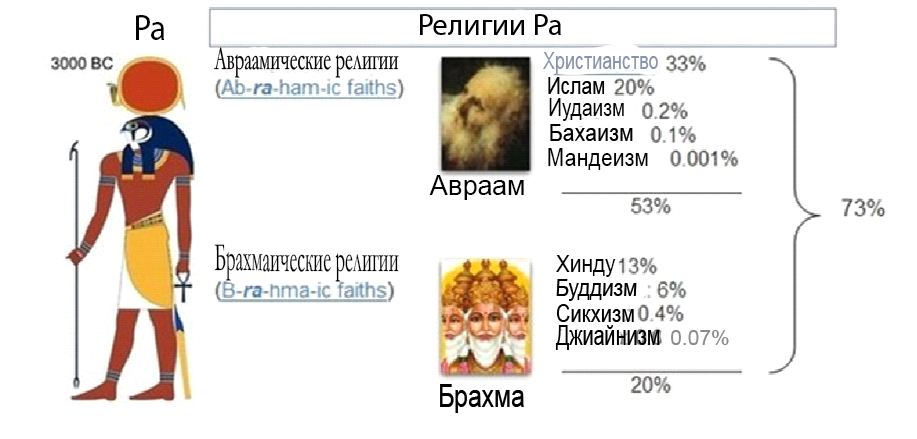 Ра
Религии Ра
3000 BC
Авраамические религии
(Ab-ra-ham-ic faiths)
Авраам
Христианство 33%
Ислам 20%
Иудаизм 0.2%
Бахаизм 0.1%
Мандеизм 0.001%
53%
73%
Брахмаические религии
(B-ra-hma-ic faiths)
Брахма
Хинду 13%
Буддизм : 6%
Сикхизм 0.4%
Джиайнизм 0.07%
20%